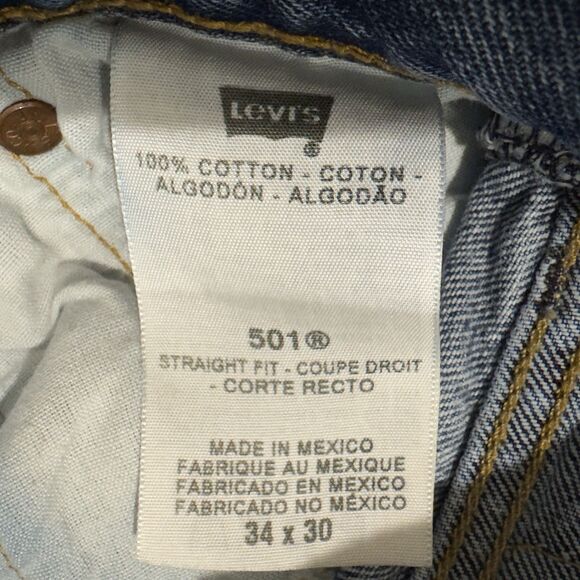 Levi's
®
100% COTTON - COTON -
ALGODÓN - ALGODÃO
501®
STRAIGHT FIT - COUPE DROIT
- CORTE RECTO
MADE IN MEXICO
FABRIQUE AU MEXIQUE
FABRICADO EN MEXICO
FABRICADO NO MÉXICO
34 x 30